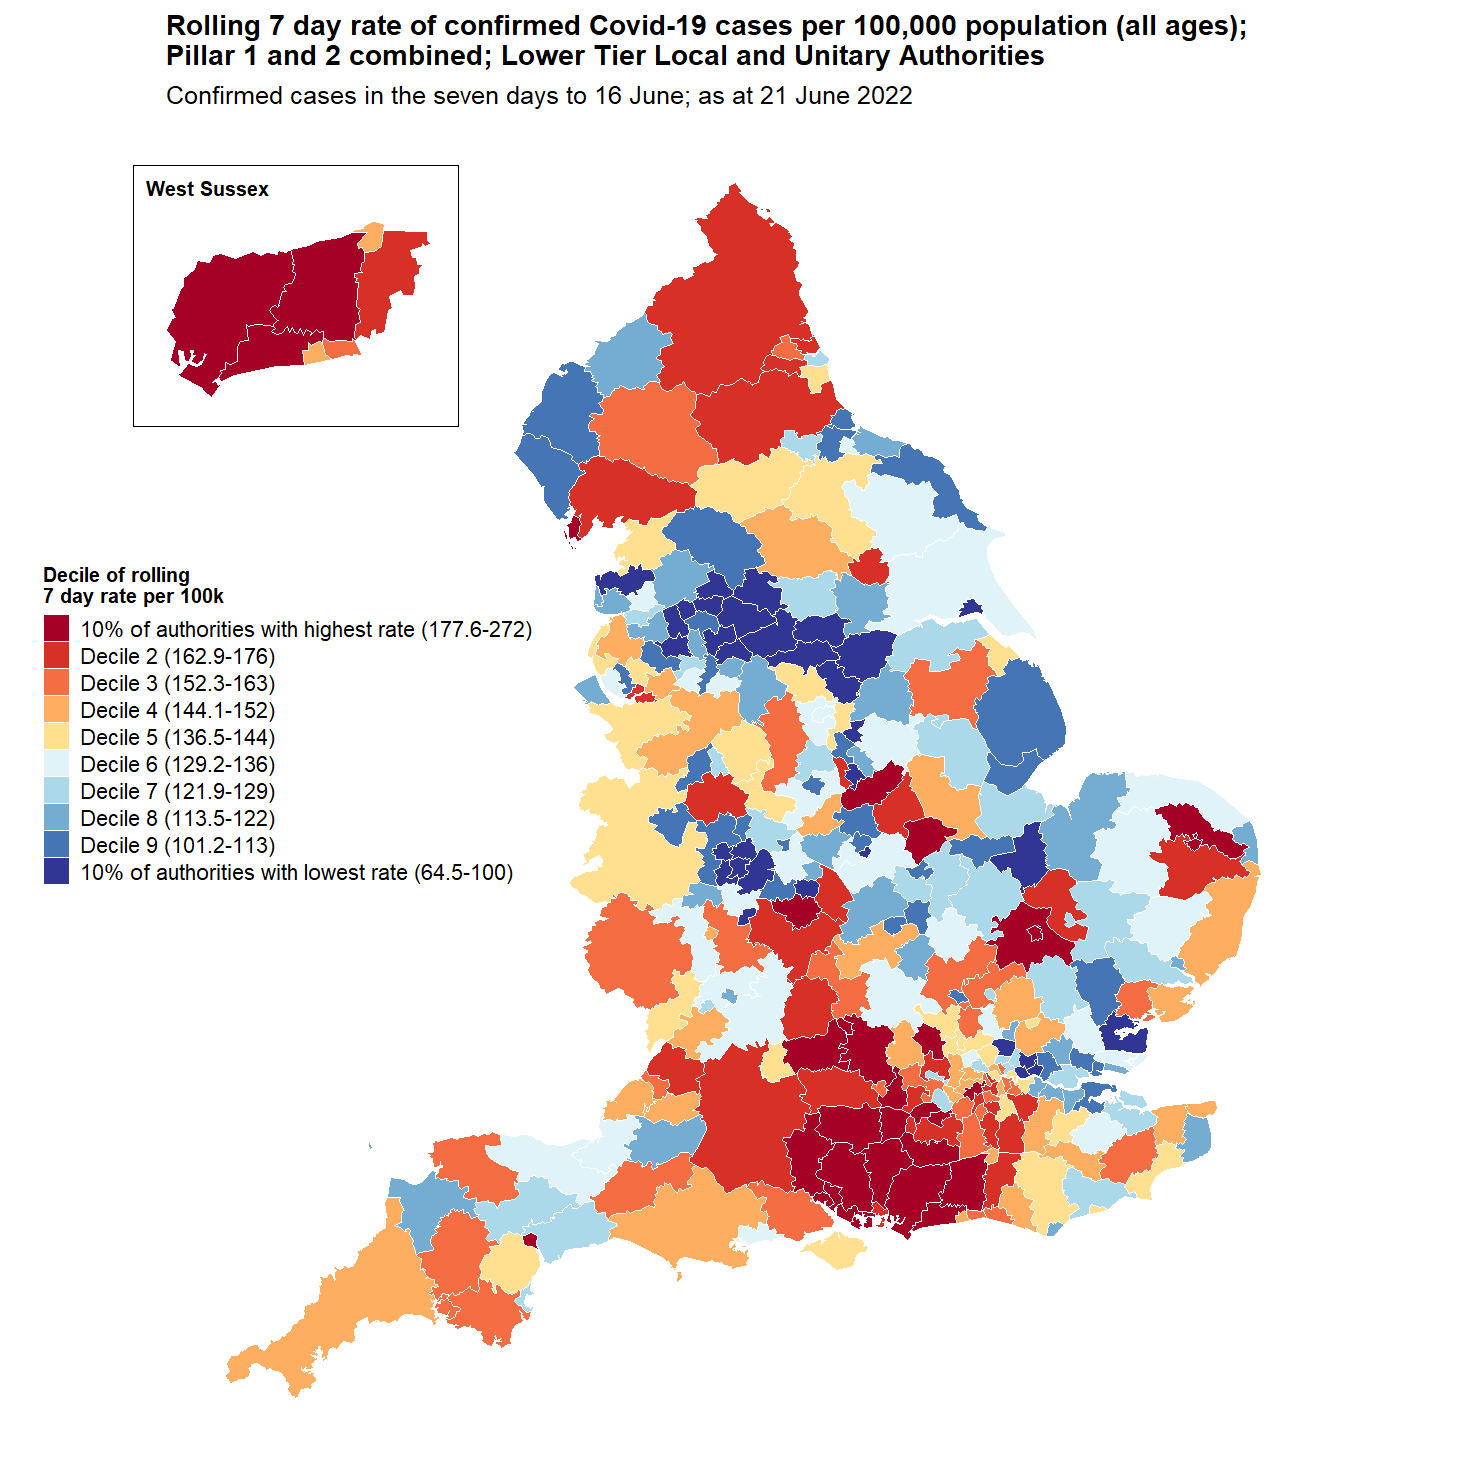 Rolling 7 day rate of confirmed Covid-19 cases per 100,000 population (all ages);
Pillar 1 and 2 combined; Lower Tier Local and Unitary Authorities
Confirmed cases in the seven days to 16 June; as at 21 June 2022
West Sussex
Decile of rolling
7 day rate per 100k
10% of authorities with highest rate (177.6-272)
Decile 2 (162.9-176)
Decile 3 (152.3-163)
Decile 4 (144.1-152)
Decile 5 (136.5-144)
Decile 6 (129.2-136)
Decile 7 (121.9-129)
Decile 8 (113.5-122)
Decile 9 (101.2-113)
10% of authorities with lowest rate (64.5-100)